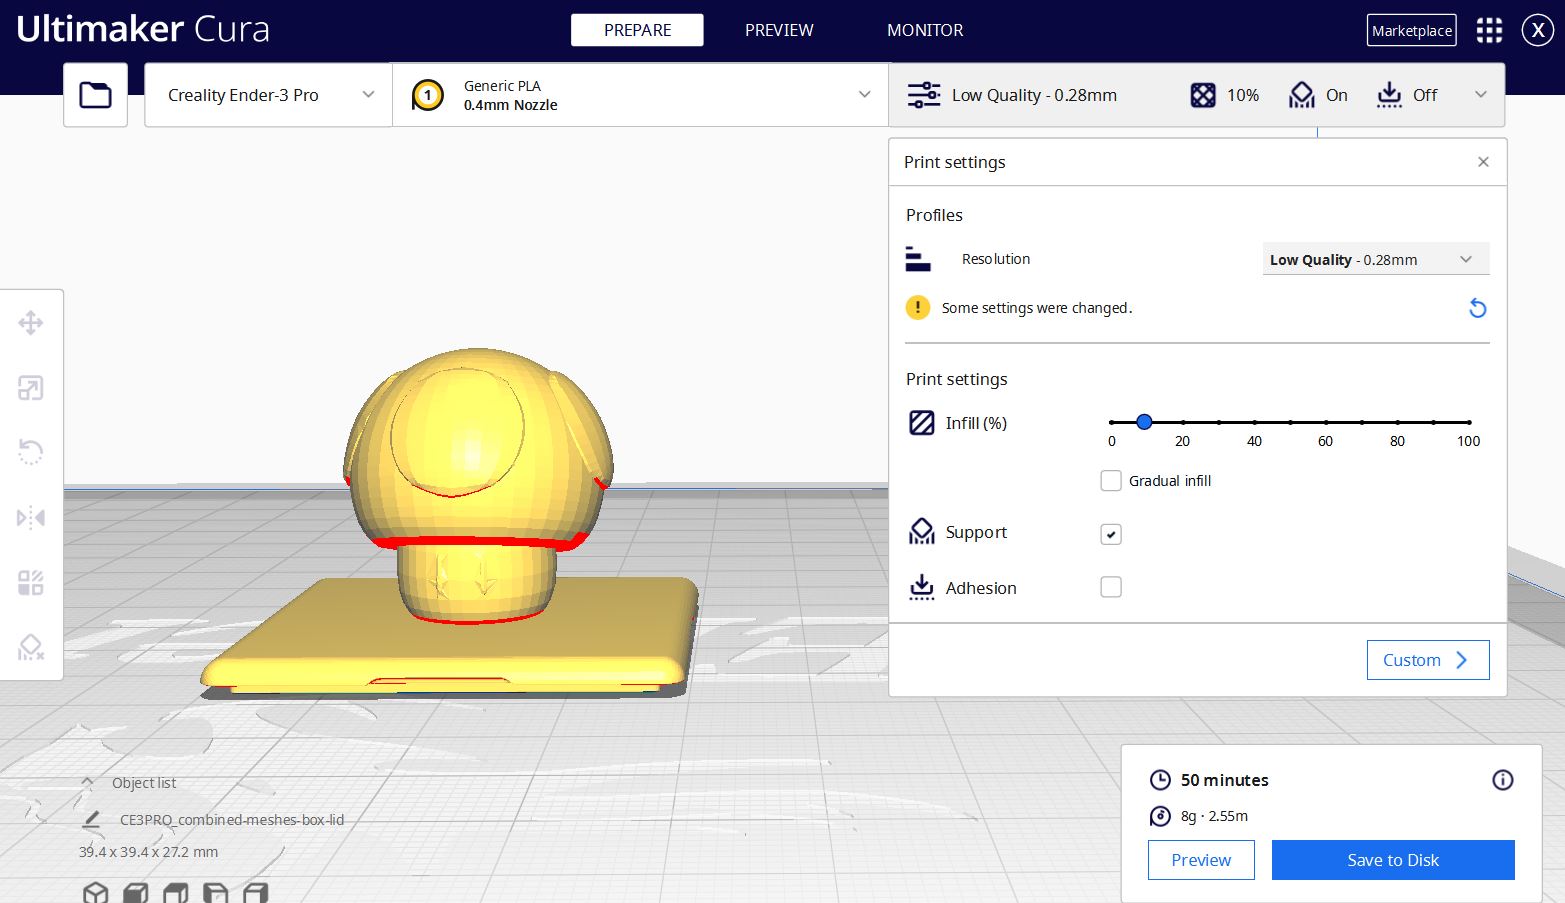 Ultimaker Cura
PREPARE
PREVIEW
MONITOR
Marketplace
X
Creality Ender-3 Pro
1
Generic PLA
0.4mm Nozzle
Low Quality - 0.28mm
10%
On
Off
Print settings
Profiles
Resolution
Low Quality - 0.28mm
Some settings were changed.
Print settings
Infill (%)
0 20 40 60 80 100
Gradual infill
Support
Adhesion
Custom
Object list
CE3PRO_combined-meshes-box-lid
39.4 x 39.4 x 27.2 mm
50 minutes
8g · 2.55m
Preview
Save to Disk